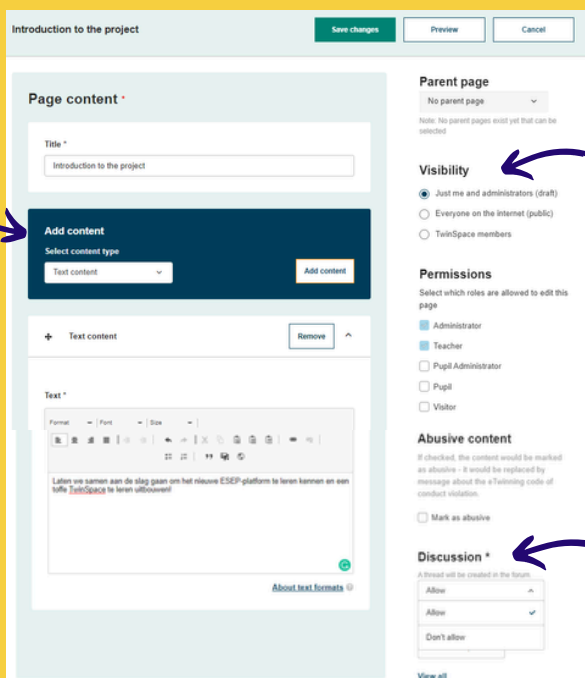 Introduction to the project
Save changes
Preview
Cancel
Page content *
Title *
Introduction to the project
Add content
Select content type
Text content
Add content
Text content
Remove
Text *
Format
Font
Size
Laten we samen aan de slag gaan om het nieuwe ESEP-platform te leren kennen en een
toffe TwinSpace te leren uitbouwen!
About text formats
Parent page
No parent page
Note: No parent pages exist yet that can be
selected
Visibility
Just me and administrators (draft)
Everyone on the internet (public)
TwinSpace members
Permissions
Select which roles are allowed to edit this
page
Administrator
Teacher
Pupil Administrator
Pupil
Visitor
Abusive content
If checked, the content would be marked
as abusive - it would be replaced by
message about the eTwinning code of
conduct violation.
Mark as abusive
Discussion *
A thread will be created in the forum
Allow
Allow
Don't allow
View all